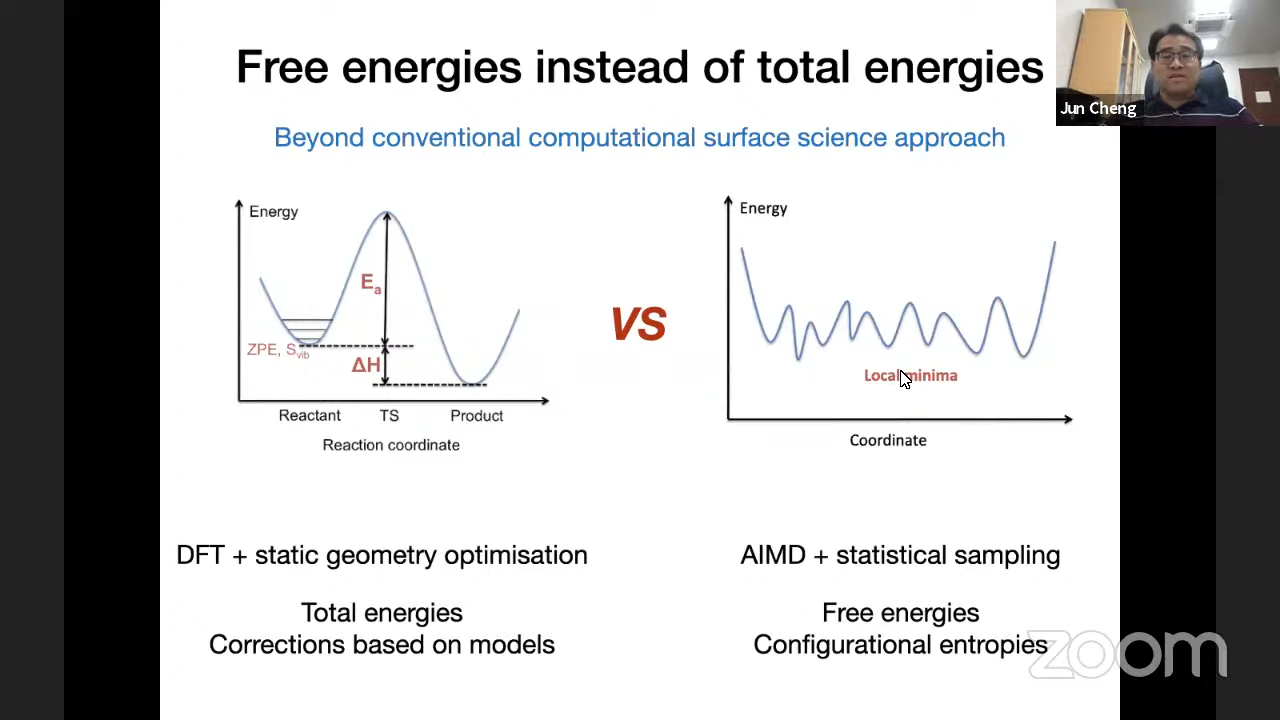 Free energies instead of total energies
Jun Cheng
Beyond conventional computational surface science approach
Energy
Ea
ZPE, Svib
ΔH
Reactant TS Product
Reaction coordinate
VS
Energy
Local minima
Coordinate
DFT + static geometry optimisation
Total energies
Corrections based on models
AIMD + statistical sampling
Free energies
Configurational entropies
zoom